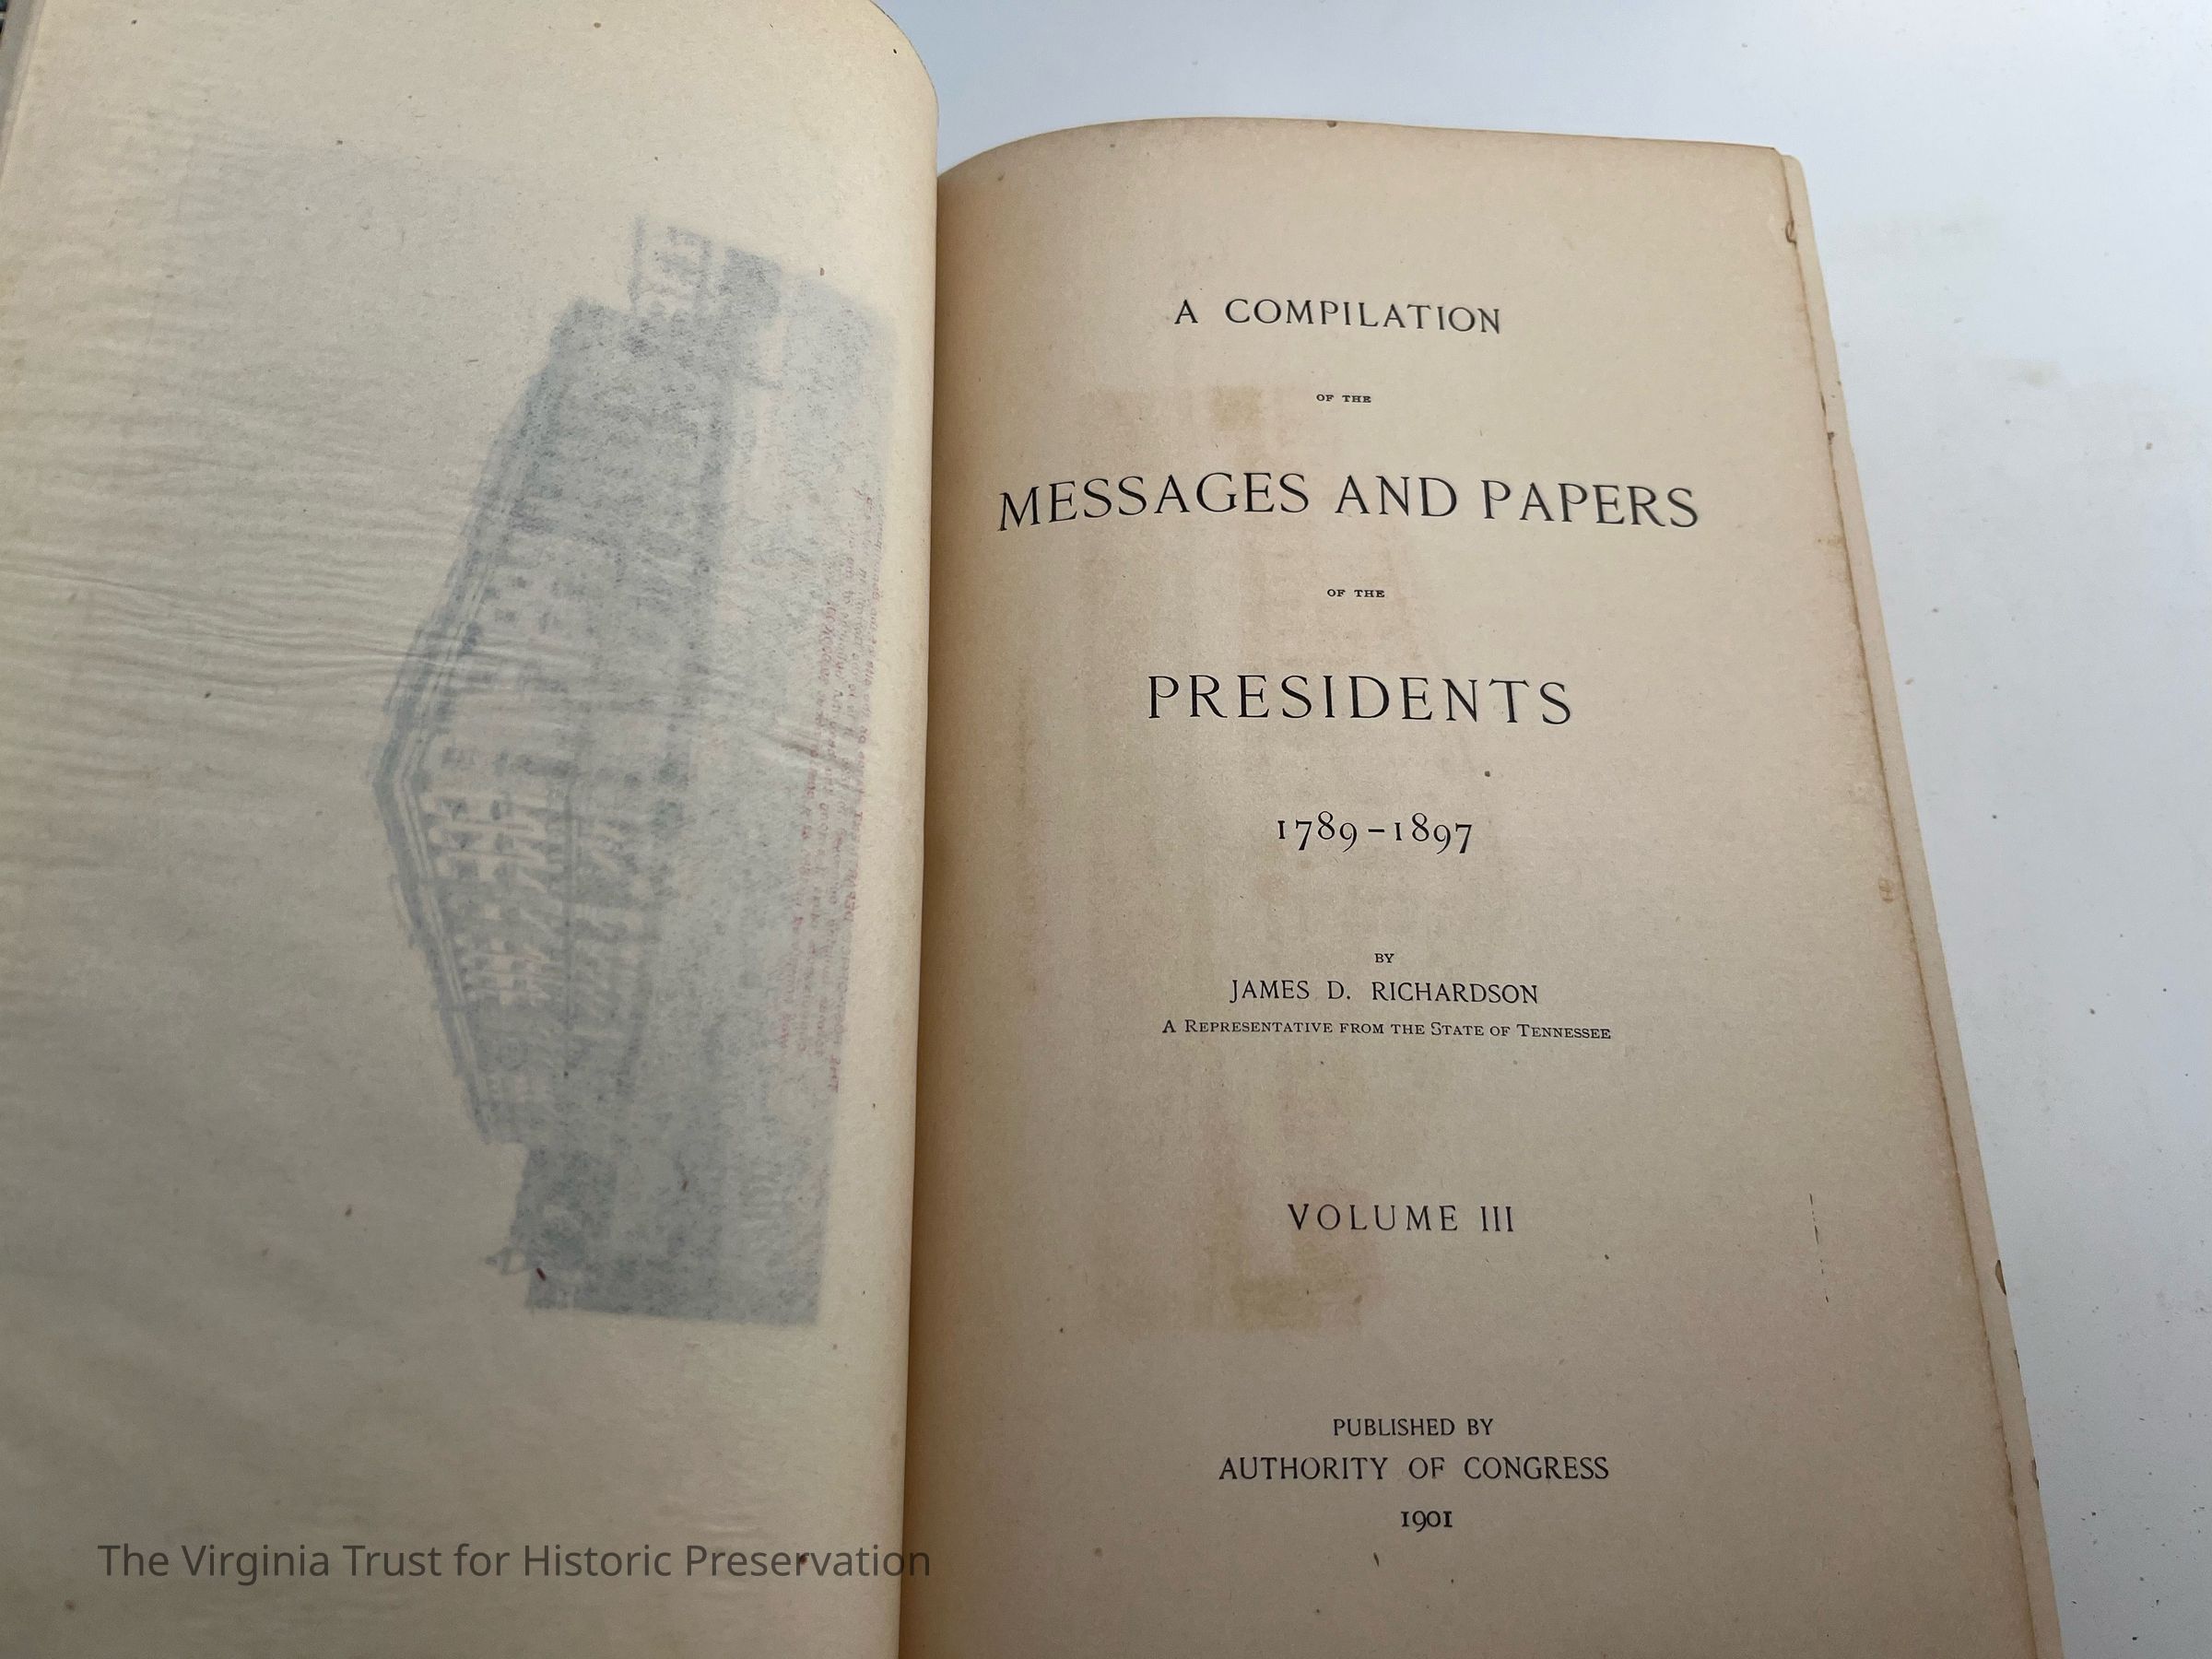 A COMPILATION
OF THE
MESSAGES AND PAPERS
OF THE
PRESIDENTS
1789–1897
BY
JAMES D. RICHARDSON
A REPRESENTATIVE FROM THE STATE OF TENNESSEE
VOLUME III
PUBLISHED BY
AUTHORITY OF CONGRESS
1901
The Virginia Trust for Historic Preservation